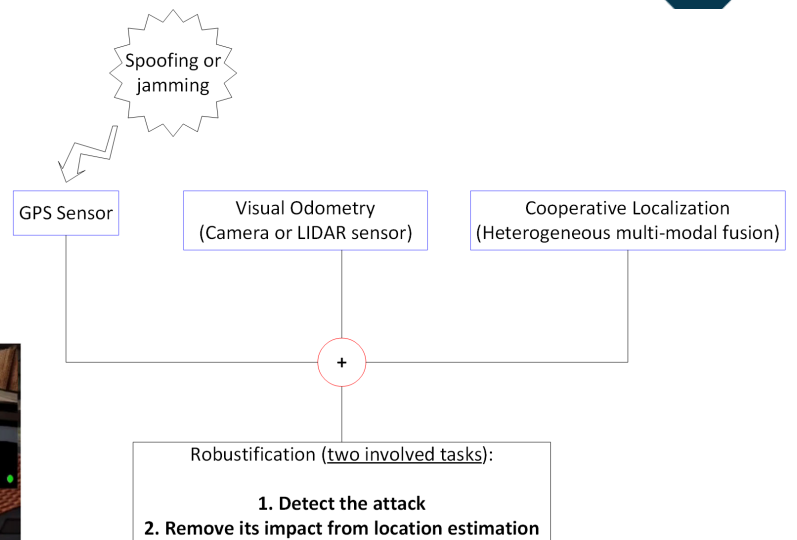 Spoofing or
jamming
GPS Sensor
Visual Odometry
(Camera or LIDAR sensor)
Cooperative Localization
(Heterogeneous multi-modal fusion)
+
Robustification (two involved tasks):
1. Detect the attack
2. Remove its impact from location estimation